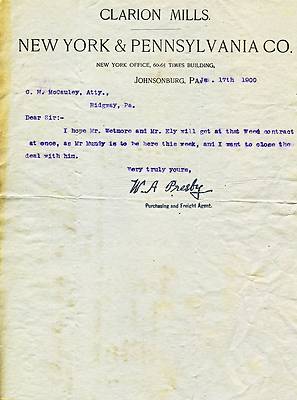 CLARION MILLS.
NEW YORK & PENNSYLVANIA CO.
NEW YORK OFFICE, 60-61 TIMES BUILDING,
JOHNSONBURG, PA., 17th 1900
C. H. McCauley, Atty.,
Ridgway, Pa.
Dear Sir:-
I hope Mr. Wetmore and Mr. Ely will get at that Weed contract
at once, as Mr Mundy is to be here this week, and I want to close the
deal with him.
Very truly yours,
W. A Presby
Purchasing and Freight Agent.